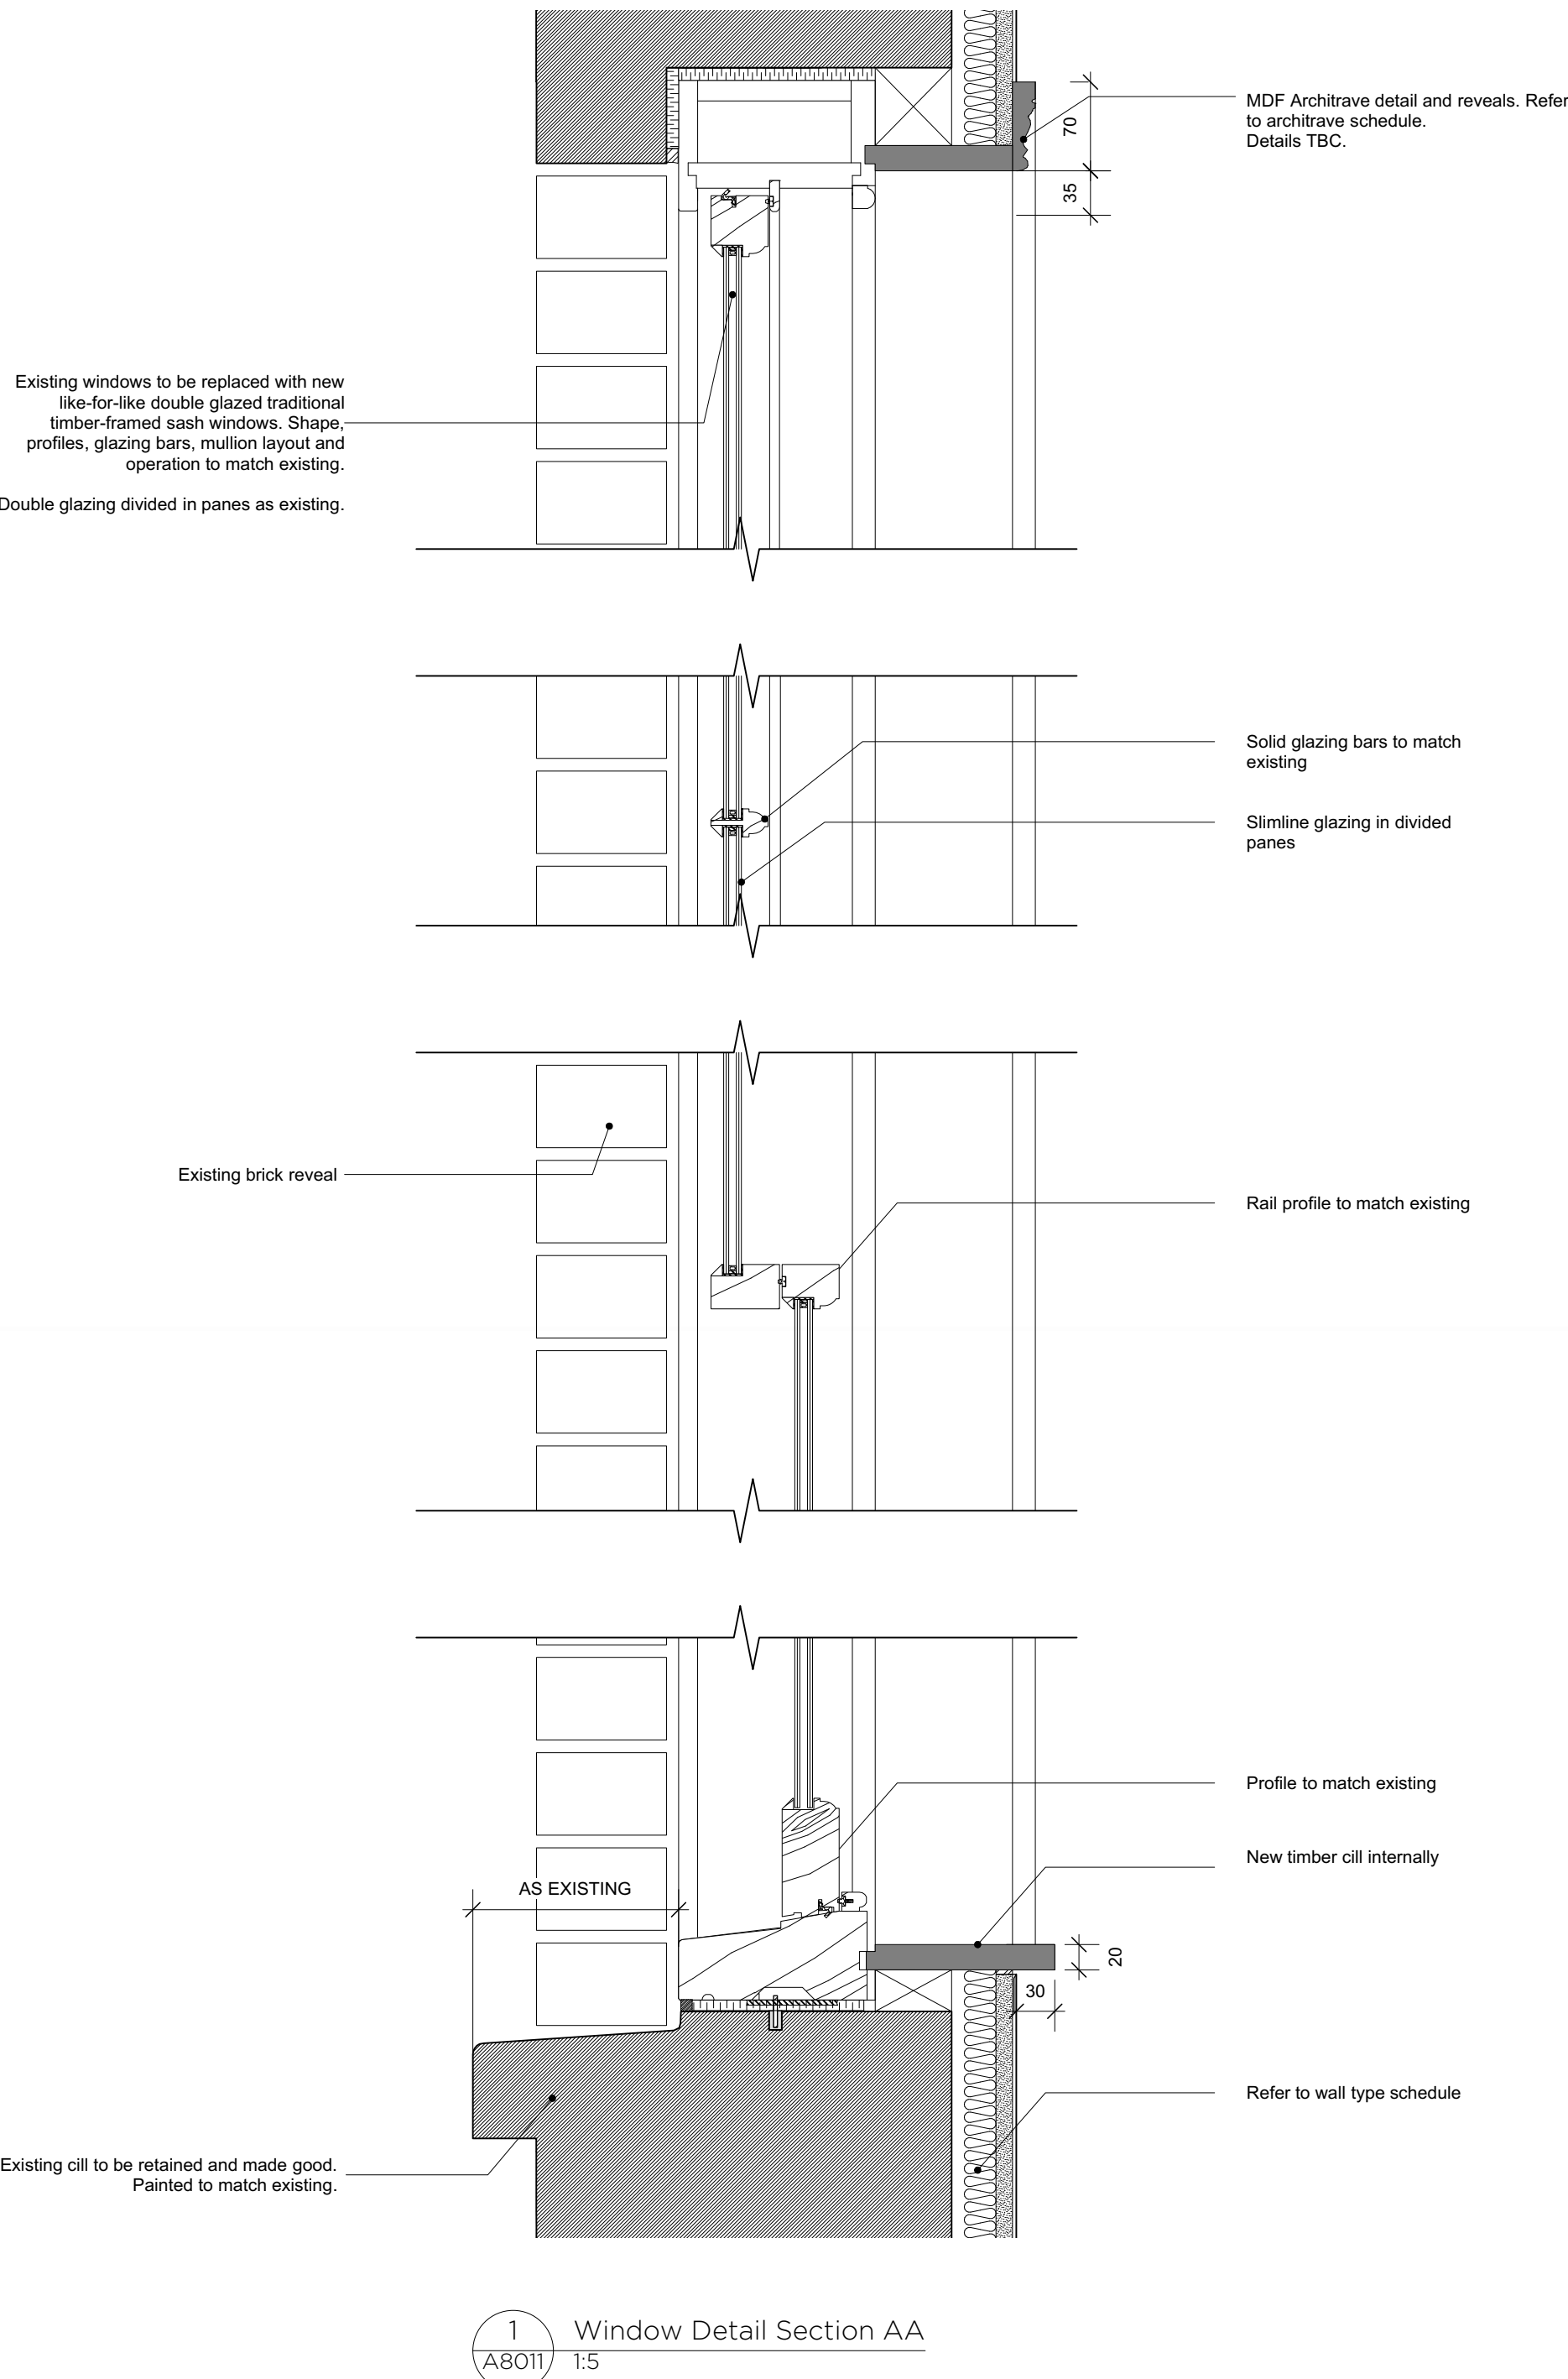 MDF Architrave detail and reveals. Refer
to architrave schedule.
Details TBC.
70
35
Existing windows to be replaced with new
like-for-like double glazed traditional
timber-framed sash windows. Shape,
profiles, glazing bars, mullion layout and
operation to match existing.
Double glazing divided in panes as existing.
Solid glazing bars to match
existing
Slimline glazing in divided
panes
Existing brick reveal
Rail profile to match existing
Profile to match existing
New timber cill internally
AS EXISTING
20
30
Refer to wall type schedule
Existing cill to be retained and made good.
Painted to match existing.
1
Window Detail Section AA
A8011
1:5